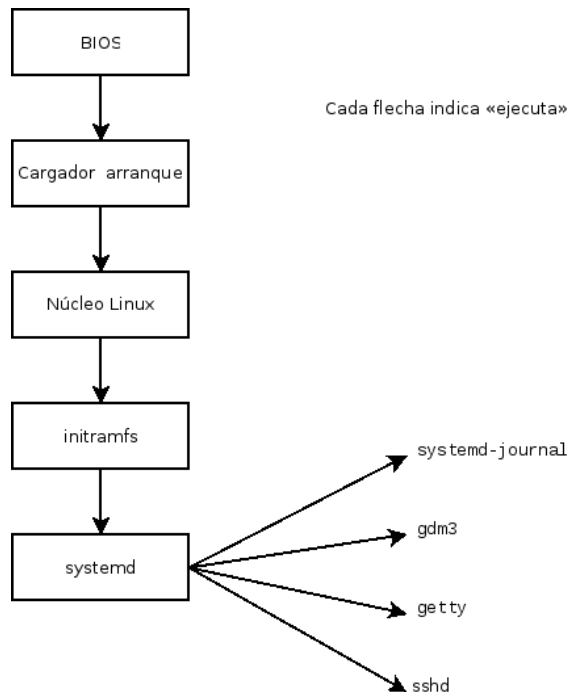 BIOS
Cada flecha indica «ejecuta»
Cargador arranque
Núcleo Linux
initramfs
systemd-journal
gdm3
systemd
getty
sshd